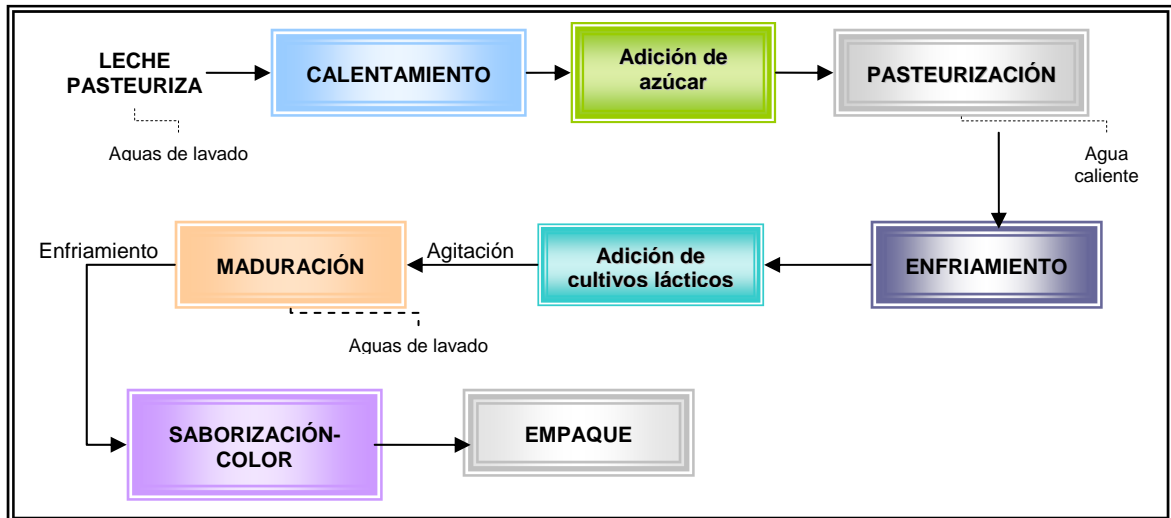 LECHE
PASTEURIZA
CALENTAMIENTO
Adición de
azúcar
PASTEURIZACIÓN
Aguas de lavado
Agua
caliente
Enfriamiento
MADURACIÓN
Agitación
Adición de
cultivos lácticos
ENFRIAMIENTO
Aguas de lavado
SABORIZACIÓN-
COLOR
EMPAQUE